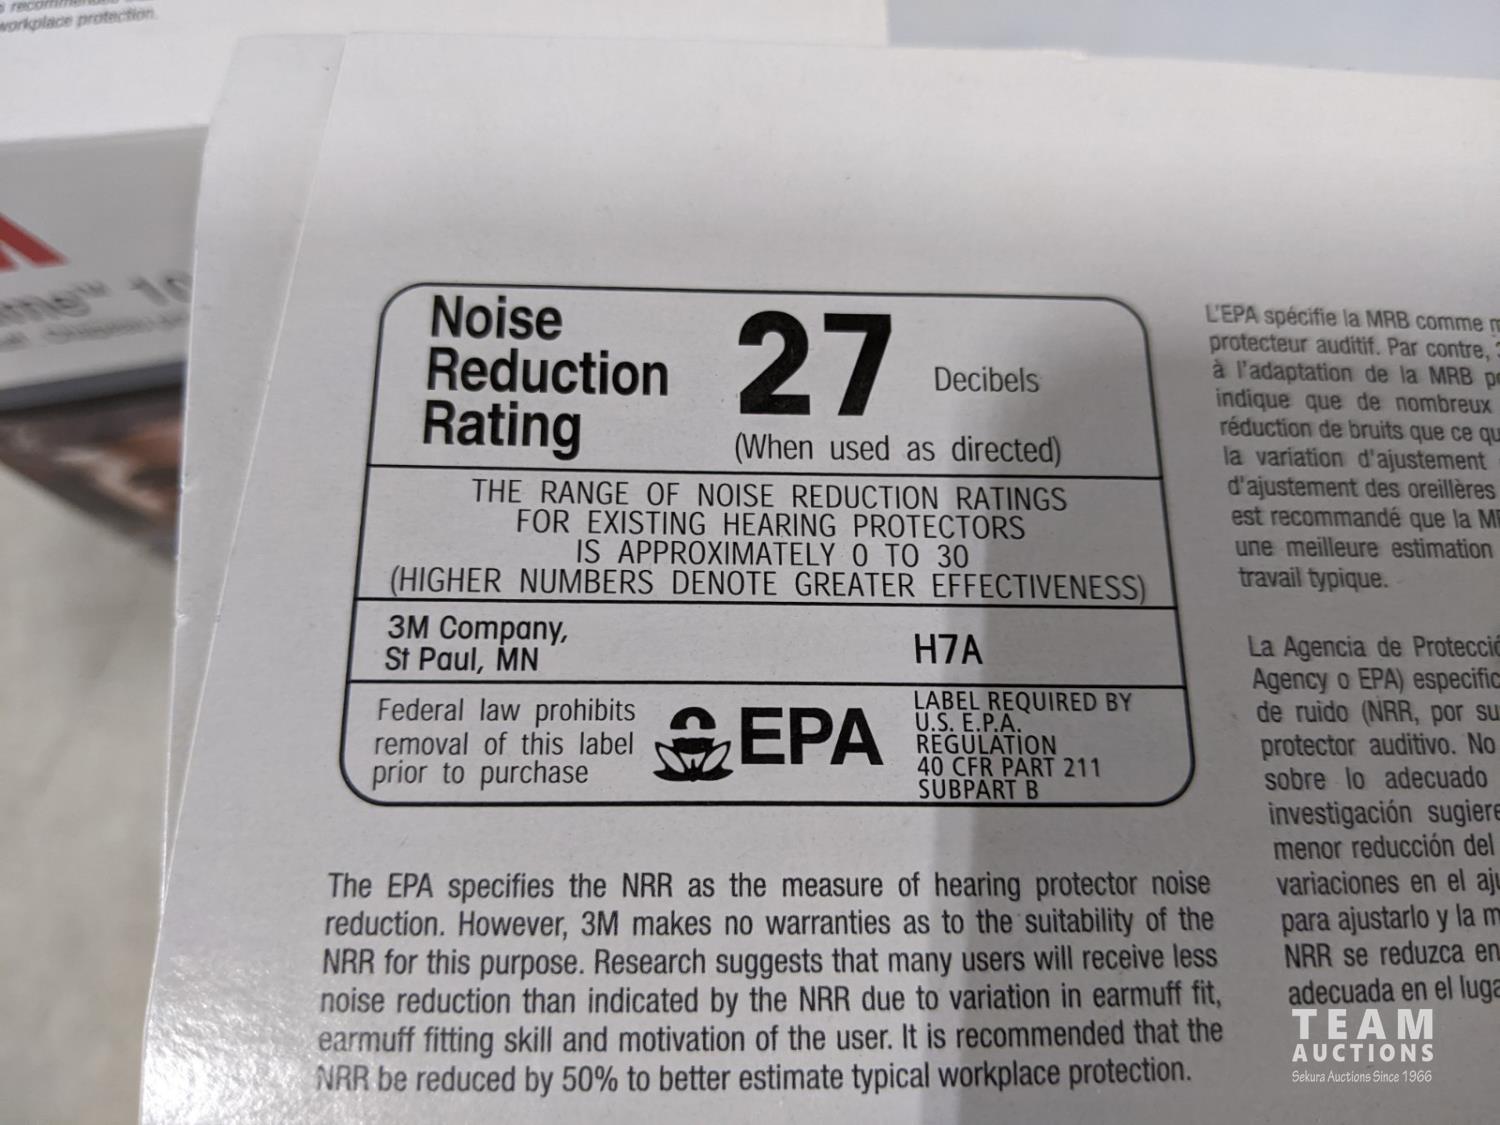 workplace protection.
Noise
Reduction
Rating
27
Decibels
(When used as directed)
THE RANGE OF NOISE REDUCTION RATINGS
FOR EXISTING HEARING PROTECTORS
IS APPROXIMATELY 0 TO 30
(HIGHER NUMBERS DENOTE GREATER EFFECTIVENESS)
3M Company,
St Paul, MN
H7A
Federal law prohibits
removal of this label
prior to purchase
EPA
LABEL REQUIRED BY
U.S. E.P.A.
REGULATION
40 CFR PART 211
SUBPART B
The EPA specifies the NRR as the measure of hearing protector noise
reduction. However, 3M makes no warranties as to the suitability of the
NRR for this purpose. Research suggests that many users will receive less
noise reduction than indicated by the NRR due to variation in earmuff fit,
earmuff fitting skill and motivation of the user. It is recommended that the
NRR be reduced by 50% to better estimate typical workplace protection.
L'EPA spécifie la MRB comme
protecteur auditif. Par contre,
à l'adaptation de la MRB
indique que de nombreux
réduction de bruits que ce
la variation d'ajustement
d'ajustement des oreillères
est recommandé que la
une meilleure estimation
travail typique.
La Agencia de
Agency o EPA)
de ruido (NRR, por
protector auditivo. No
sobre lo adecuado
investigación
menor reducción del
variaciones en el
para ajustarlo y la
NRR se reduzca en
adecuada en el
TEAM
AUCTIONS
Sekura Auctions Since 1966